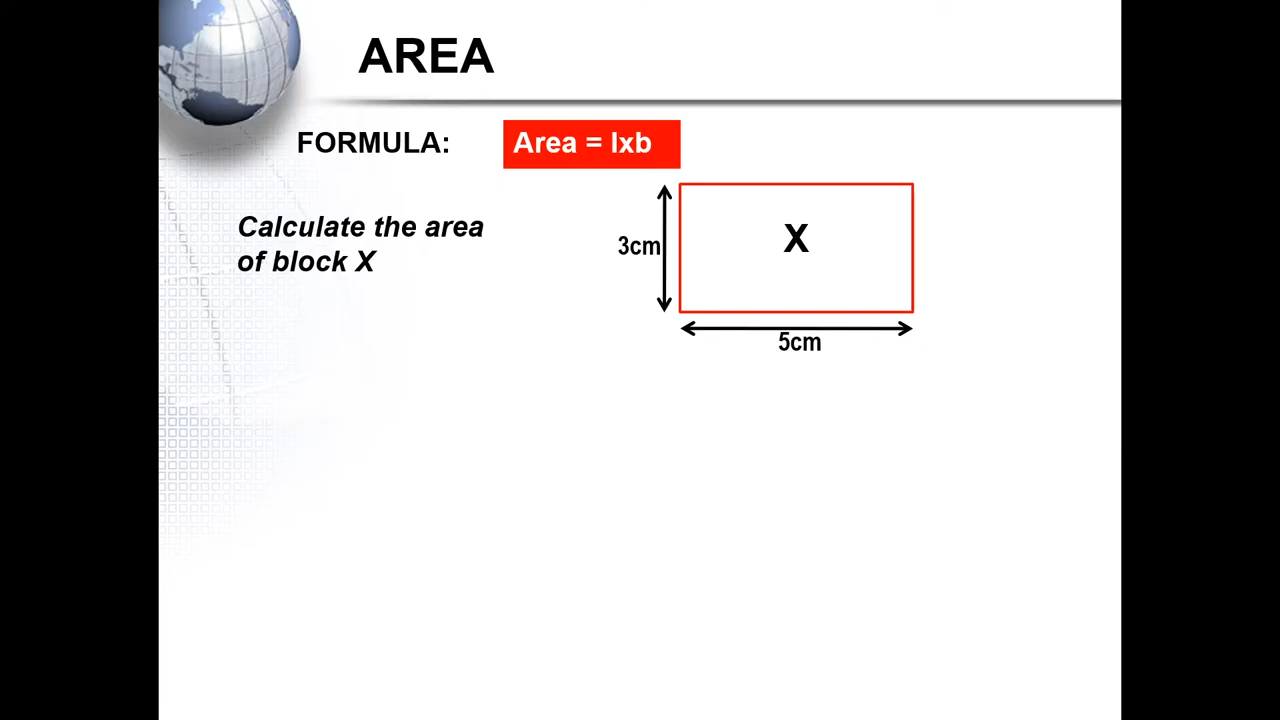 AREA
FORMULA:
Area = lxb
Calculate the area
of block X
X
3cm
5cm